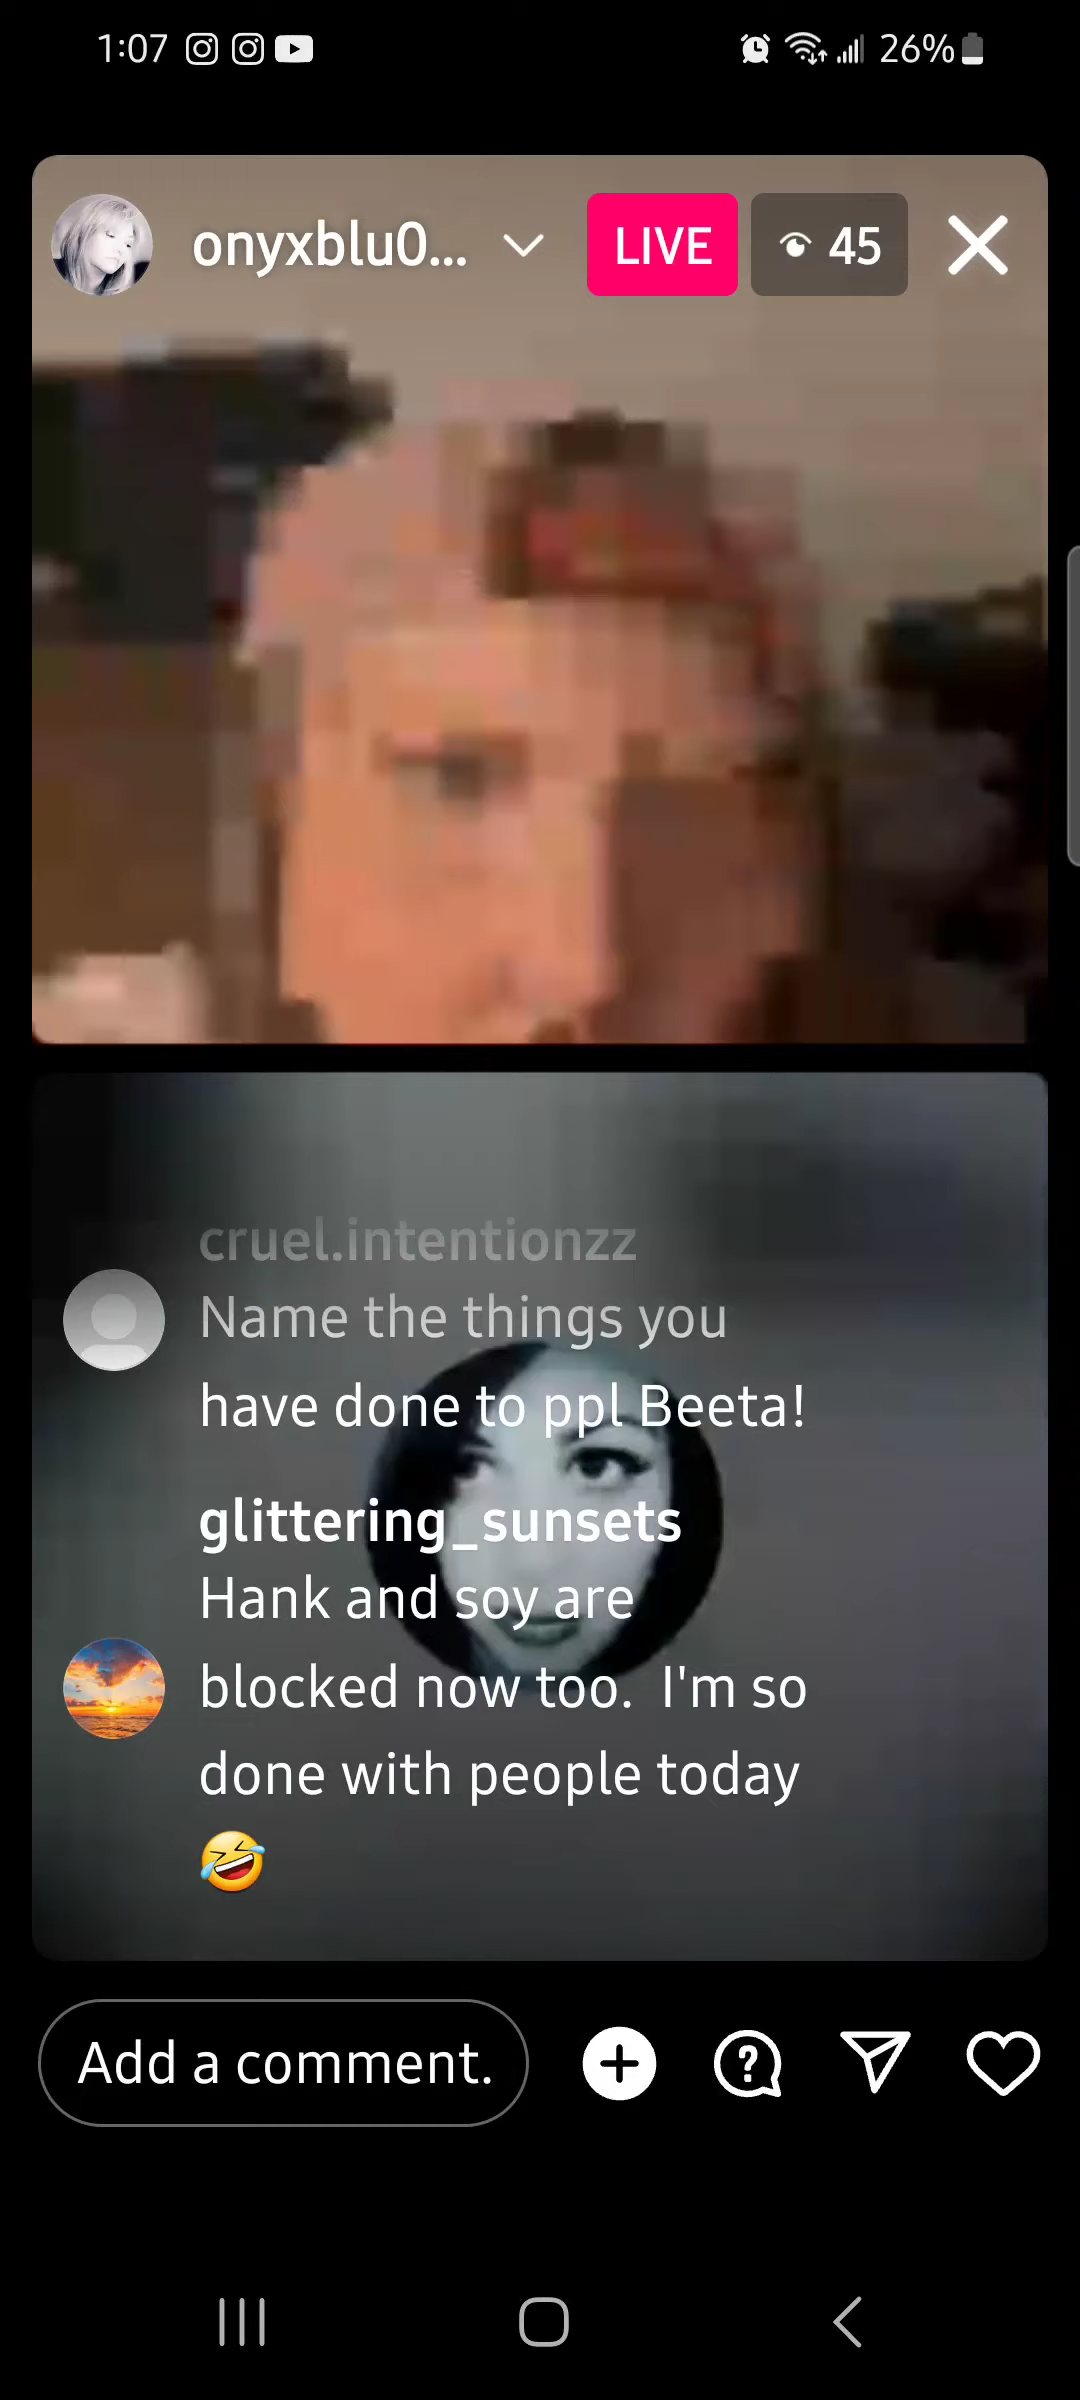 1:07 26%
onyxblu0... LIVE 45
cruel.intentionzz
Name the things you
have done to ppl Beeta!
glittering_sunsets
Hank and soy are
blocked now too.  I'm so
done with people today
🤣
Add a comment.